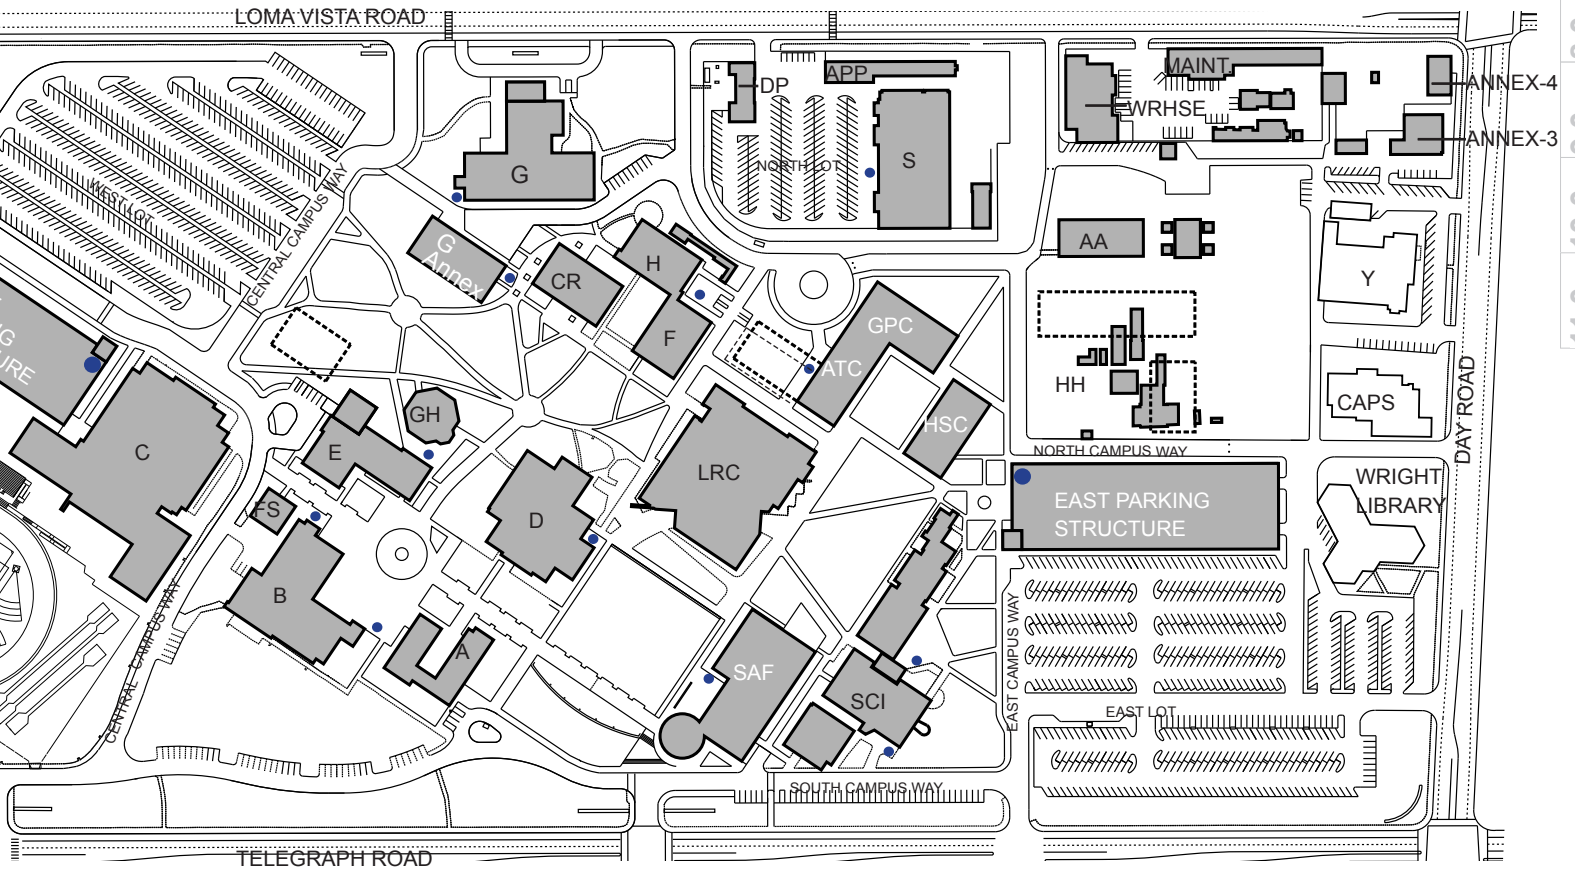 LOMA VISTA ROAD
DP
APP
MAINT.
WRHSE
ANNEX-4
ANNEX-3
G
S
NORTH LOT
WEST LOT
CENTRAL CAMPUS WAY
G
Annex
CR
H
F
AA
Y
GPC
ATC
HH
CAPS
DAY ROAD
URE
C
GH
E
HSC
NORTH CAMPUS WAY
LRC
EAST PARKING
STRUCTURE
WRIGHT
LIBRARY
FS
D
B
A
SAF
SCI
CENTRAL CAMPUS WAY
EAST CAMPUS WAY
EAST LOT
SOUTH CAMPUS WAY
TELEGRAPH ROAD